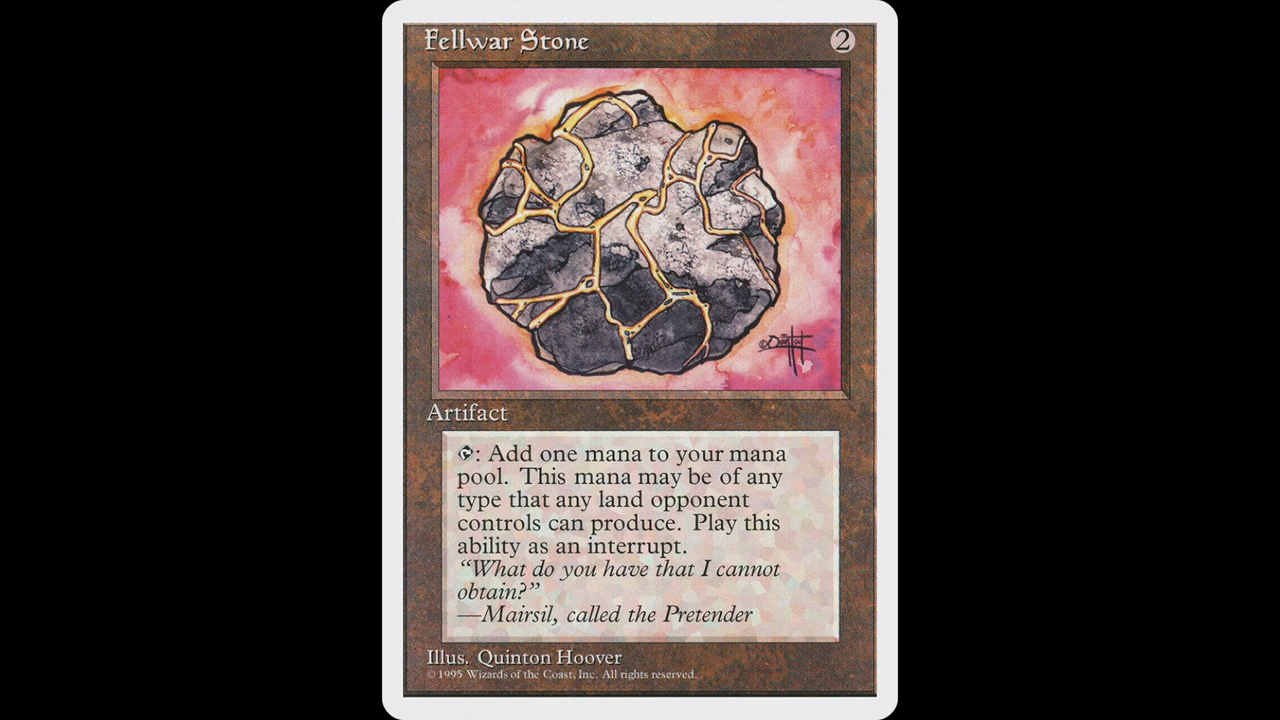 Fellwar Stone 2
Artifact
: Add one mana to your mana
pool. This mana may be of any
type that any land opponent
controls can produce. Play this
ability as an interrupt.
“What do you have that I cannot
obtain?”
—Mairsil, called the Pretender
Illus. Quinton Hoover
© 1995 Wizards of the Coast, Inc. All rights reserved.